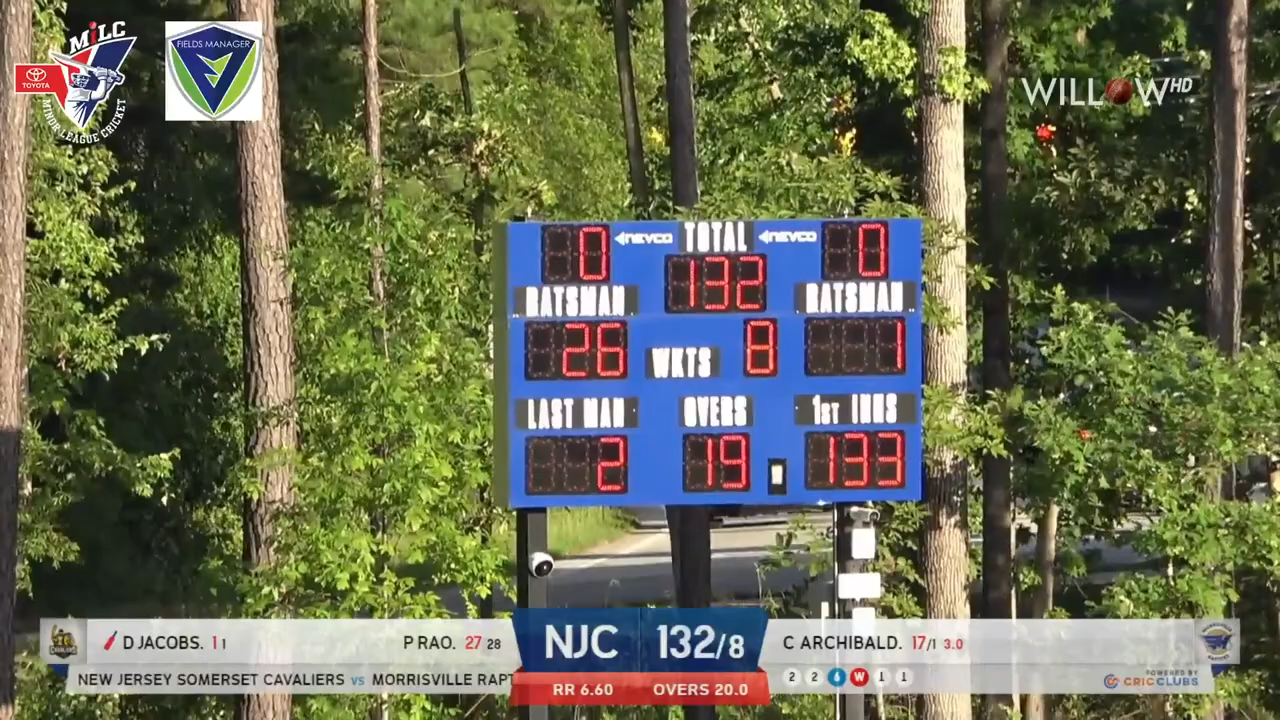 MiLC
TOYOTA
MINOR LEAGUE CRICKET
FIELDS MANAGER
WILLOW HD
0 NEVCO TOTAL NEVCO 0
132
BATSMAN BATSMAN
26 WKTS 8 1
LAST MAN OVERS 1ST INNS
2 19 133
D JACOBS. 1 1 P RAO. 27 28 NJC 132/8 C ARCHIBALD. 17/1 3.0
NEW JERSEY SOMERSET CAVALIERS VS MORRISVILLE RAPT
RR 6.60 OVERS 20.0
2 2 6 W 1 1
POWERED BY
CRICCLUBS